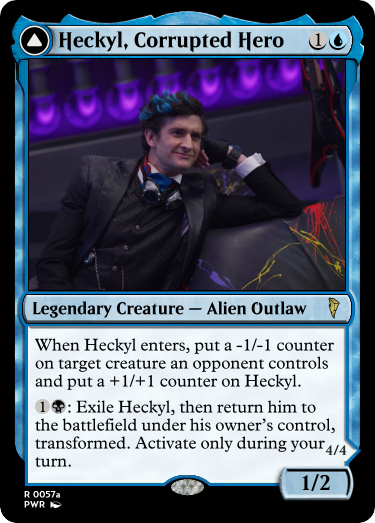 Heckyl, Corrupted Hero 1
Legendary Creature — Alien Outlaw
When Heckyl enters, put a -1/-1 counter
on target creature an opponent controls
and put a +1/+1 counter on Heckyl.
1: Exile Heckyl, then return him to
the battlefield under his owner's control,
transformed. Activate only during your
turn.
4/4
1/2
R 0057a
PWR